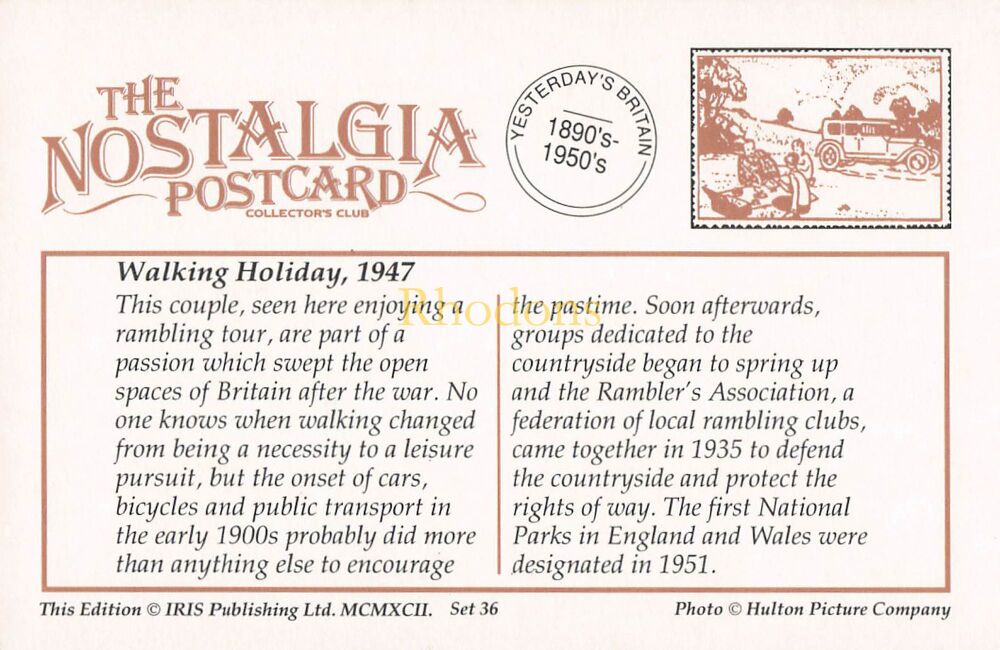 THE
NOSTALGIA
POSTCARD
COLLECTOR'S CLUB
YESTERDAY'S BRITAIN
1890's-
1950's
Walking Holiday, 1947
This couple, seen here enjoying a
rambling tour, are part of a
passion which swept the open
spaces of Britain after the war. No
one knows when walking changed
from being a necessity to a leisure
pursuit, but the onset of cars,
bicycles and public transport in
the early 1900s probably did more
than anything else to encourage
the pastime. Soon afterwards,
groups dedicated to the
countryside began to spring up
and the Rambler's Association, a
federation of local rambling clubs,
came together in 1935 to defend
the countryside and protect the
rights of way. The first National
Parks in England and Wales were
designated in 1951.
Rhodons
This Edition © IRIS Publishing Ltd. MCMXCII. Set 36
Photo © Hulton Picture Company